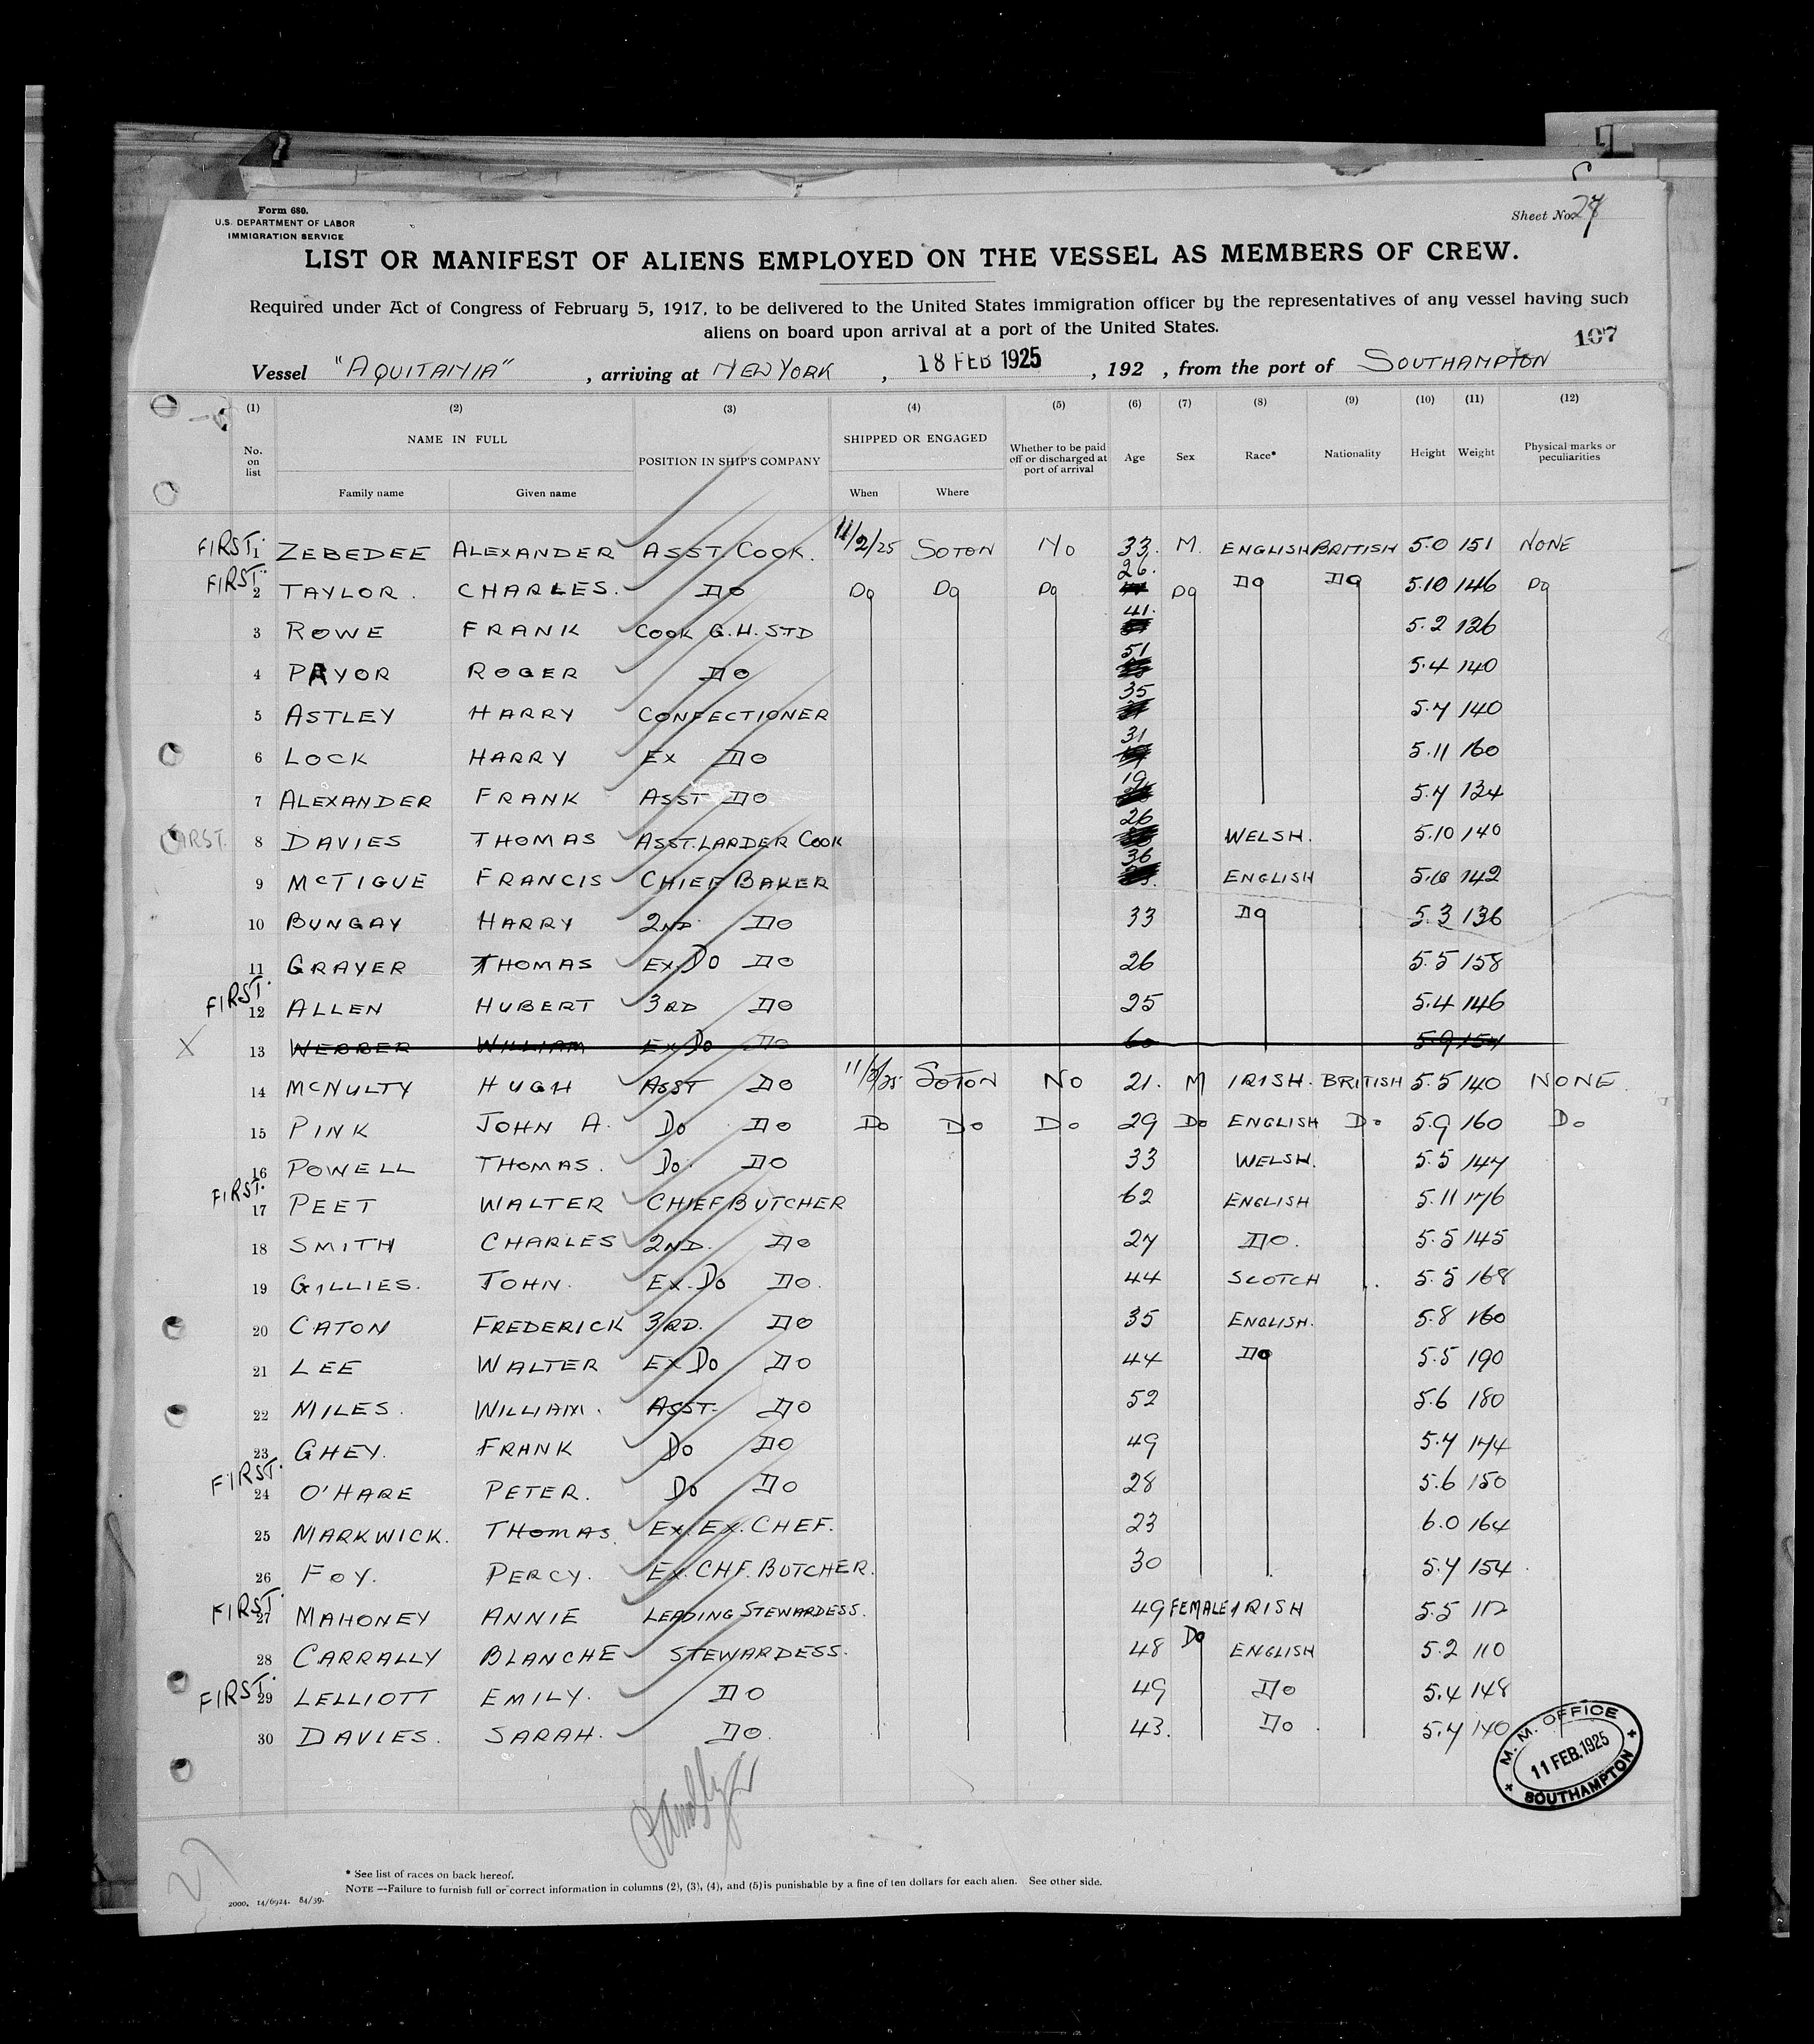 Form 680.
U.S. DEPARTMENT OF LABOR
IMMIGRATION SERVICE
Sheet No. 27
LIST OR MANIFEST OF ALIENS EMPLOYED ON THE VESSEL AS MEMBERS OF CREW.
Required under Act of Congress of February 5, 1917, to be delivered to the United States immigration officer by the representatives of any vessel having such
aliens on board upon arrival at a port of the United States.
107
Vessel "AQUITANIA", arriving at NEW YORK, 18 FEB 1925, 192 , from the port of SOUTHAMPTON
(1) (2) (3) (4) (5) (6) (7) (8) (9) (10) (11) (12)
No. on list NAME IN FULL POSITION IN SHIP'S COMPANY SHIPPED OR ENGAGED Whether to be paid off or discharged at port of arrival Age Sex Race* Nationality Height Weight Physical marks or peculiarities
Family name Given name When Where
FIRST. 1 ZEBEDEE ALEXANDER ASST. COOK. 11/2/25 SOTON NO 33. M. ENGLISH BRITISH 5.0 151 NONE
FIRST. 2 TAYLOR. CHARLES. DO DO DO DO 26. DO DO DO 5.10 146 DO
3 ROWE FRANK COOK G.H. STD 41. 5.2 126
4 PAYOR ROGER DO 51 5.4 140
5 ASTLEY HARRY CONFECTIONER 35 5.7 140
6 LOCK HARRY EX DO 31 5.11 160
7 ALEXANDER FRANK ASST DO 19 5.7 134
FIRST. 8 DAVIES THOMAS ASST. LARDER COOK 26 WELSH. 5.10 140
9 McTIGUE FRANCIS CHIEF BAKER 36 ENGLISH 142
10 BUNGAY HARRY 2ND DO 33 DO 5.3 136
11 GRAYER THOMAS EX. DO DO 26 5.5 158
FIRST. 12 ALLEN HUBERT 3RD DO 25 5.4 146
X 13 WEBBER WILLIAM EX DO DO 60 5.9 154
14 McNULTY HUGH ASST DO 11/2/25 SOTON NO 21. M IRISH. BRITISH 5.5 140 NONE.
15 PINK JOHN A. DO DO DO DO DO 29 DO ENGLISH DO 5.9 160 DO
16 POWELL THOMAS. DO. DO 33 WELSH. 5.5 147
FIRST. 17 PEET WALTER CHIEF BUTCHER 62 ENGLISH 5.11 176
18 SMITH CHARLES 2ND. DO 27 DO. 5.5 145
19 GILLIES. JOHN. EX. DO DO. 44 SCOTCH 5.5 168
20 CATON FREDERICK 3RD. DO 35 ENGLISH. 5.8 160
21 LEE WALTER EX DO DO 44 DO 5.5 190
22 MILES. WILLIAM. ASST. DO 52 5.6 180
23 GHEY. FRANK DO DO 49 5.7 174
FIRST. 24 O'HARE PETER. DO DO 28 5.6 150
25 MARKWICK. THOMAS. EX. EX. CHEF. 23 6.0 164
26 FOY. PERCY. EX. CHF. BUTCHER. 30 5.7 154
FIRST. 27 MAHONEY ANNIE LEADING STEWARDESS. 49 FEMALE IRISH 5.5 112
28 CARRALLY BLANCHE STEWARDESS. 48 DO ENGLISH 5.2 110
FIRST. 29 LELLIOTT EMILY. DO 49 DO 5.4 148
30 DAVIES. SARAH. DO. 43. DO. 5.7 140
M. M. OFFICE
11 FEB. 1925
SOUTHAMPTON
27
* See list of races on back hereof.
NOTE.—Failure to furnish full or correct information in columns (2), (3), (4), and (5) is punishable by a fine of ten dollars for each alien. See other side.
2000. 14/6924. 84/39.